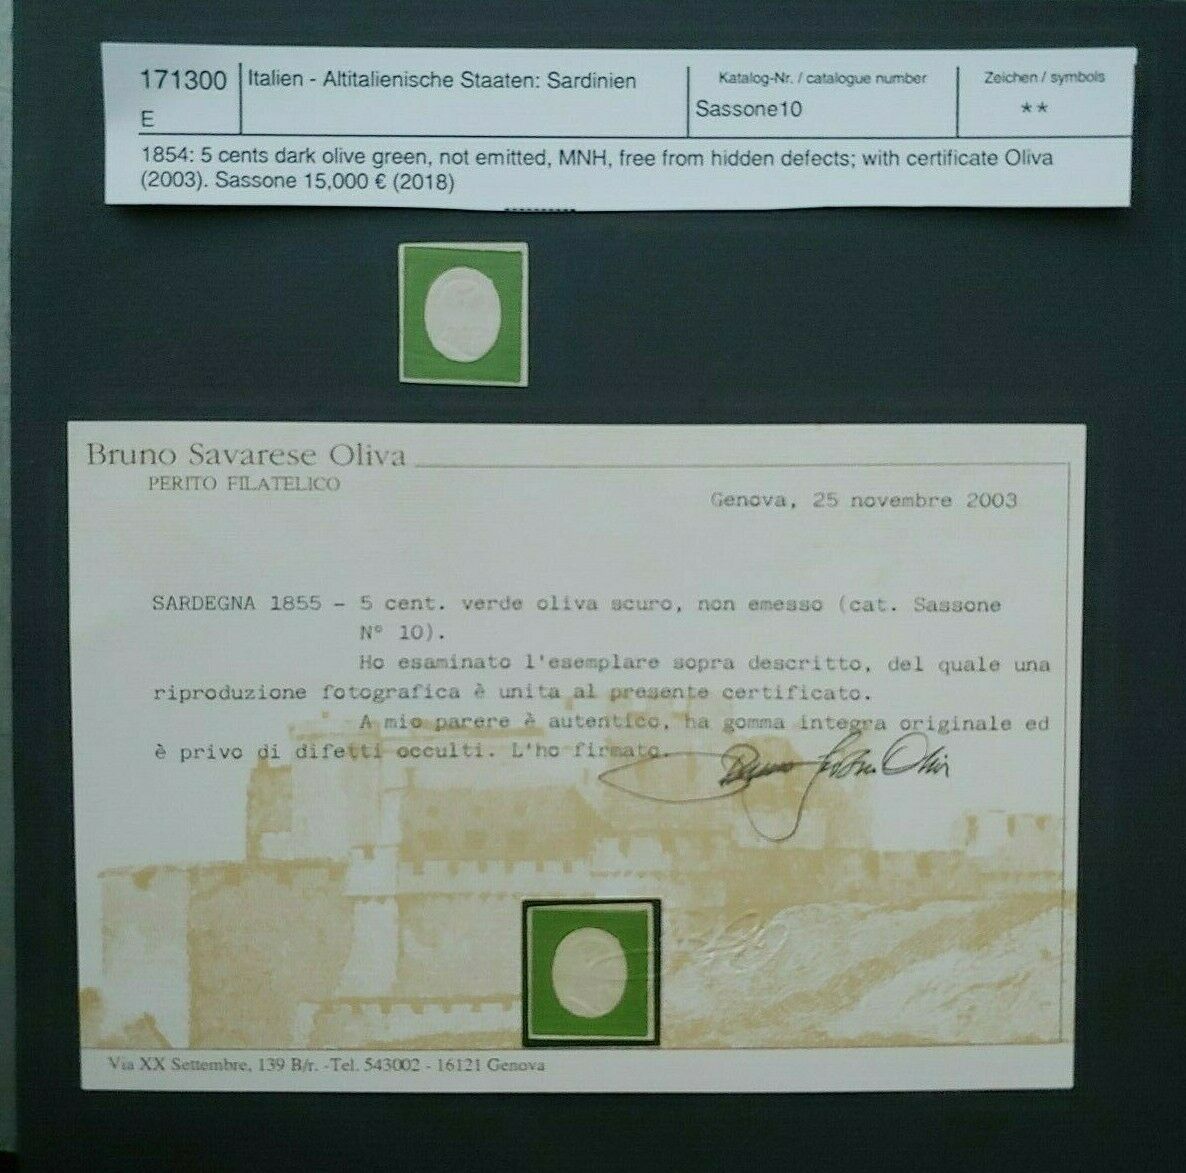 171300
E
Italien - Altitalienische Staaten: Sardinien
Katalog-Nr. / catalogue number
Sassone10
Zeichen / symbols
**
1854: 5 cents dark olive green, not emitted, MNH, free from hidden defects; with certificate Oliva
(2003). Sassone 15,000 € (2018)
Bruno Savarese Oliva
PERITO FILATELICO
Genova, 25 novembre 2003
SARDEGNA 1855 - 5 cent. verde oliva scuro, non emesso (cat. Sassone
N° 10).
Ho esaminato l'esemplare sopra descritto, del quale una
riproduzione fotografica è unita al presente certificato.
A mio parere è autentico, ha gomma integra originale ed
è privo di difetti occulti. L'ho firmato.
Via XX Settembre, 139 B/r. -Tel. 543002 - 16121 Genova